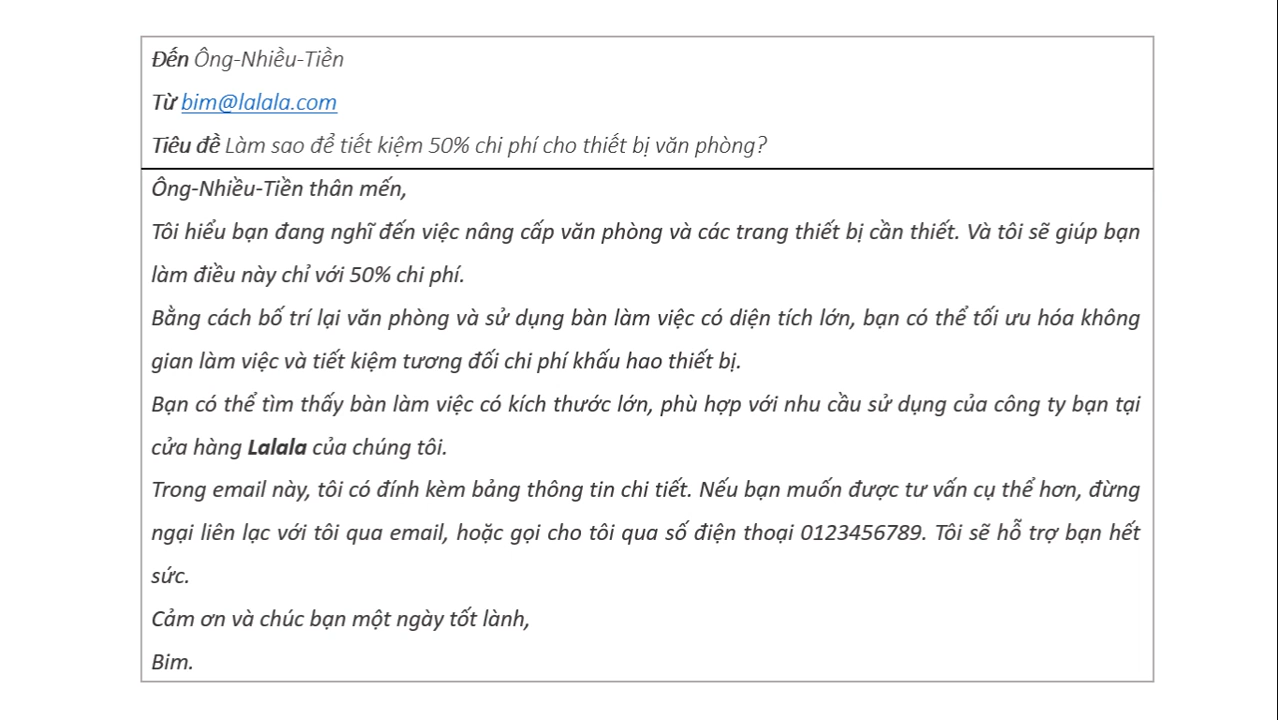 Đến Ông-Nhiều-Tiền
Từ bim@lalala.com
Tiêu đề Làm sao để tiết kiệm 50% chi phí cho thiết bị văn phòng?
Ông-Nhiều-Tiền thân mến,
Tôi hiểu bạn đang nghĩ đến việc nâng cấp văn phòng và các trang thiết bị cần thiết. Và tôi sẽ giúp bạn
làm điều này chỉ với 50% chi phí.
Bằng cách bố trí lại văn phòng và sử dụng bàn làm việc có diện tích lớn, bạn có thể tối ưu hóa không
gian làm việc và tiết kiệm tương đối chi phí khấu hao thiết bị.
Bạn có thể tìm thấy bàn làm việc có kích thước lớn, phù hợp với nhu cầu sử dụng của công ty bạn tại
cửa hàng Lalala của chúng tôi.
Trong email này, tôi có đính kèm bảng thông tin chi tiết. Nếu bạn muốn được tư vấn cụ thể hơn, đừng
ngại liên lạc với tôi qua email, hoặc gọi cho tôi qua số điện thoại 0123456789. Tôi sẽ hỗ trợ bạn hết
sức.
Cảm ơn và chúc bạn một ngày tốt lành,
Bim.